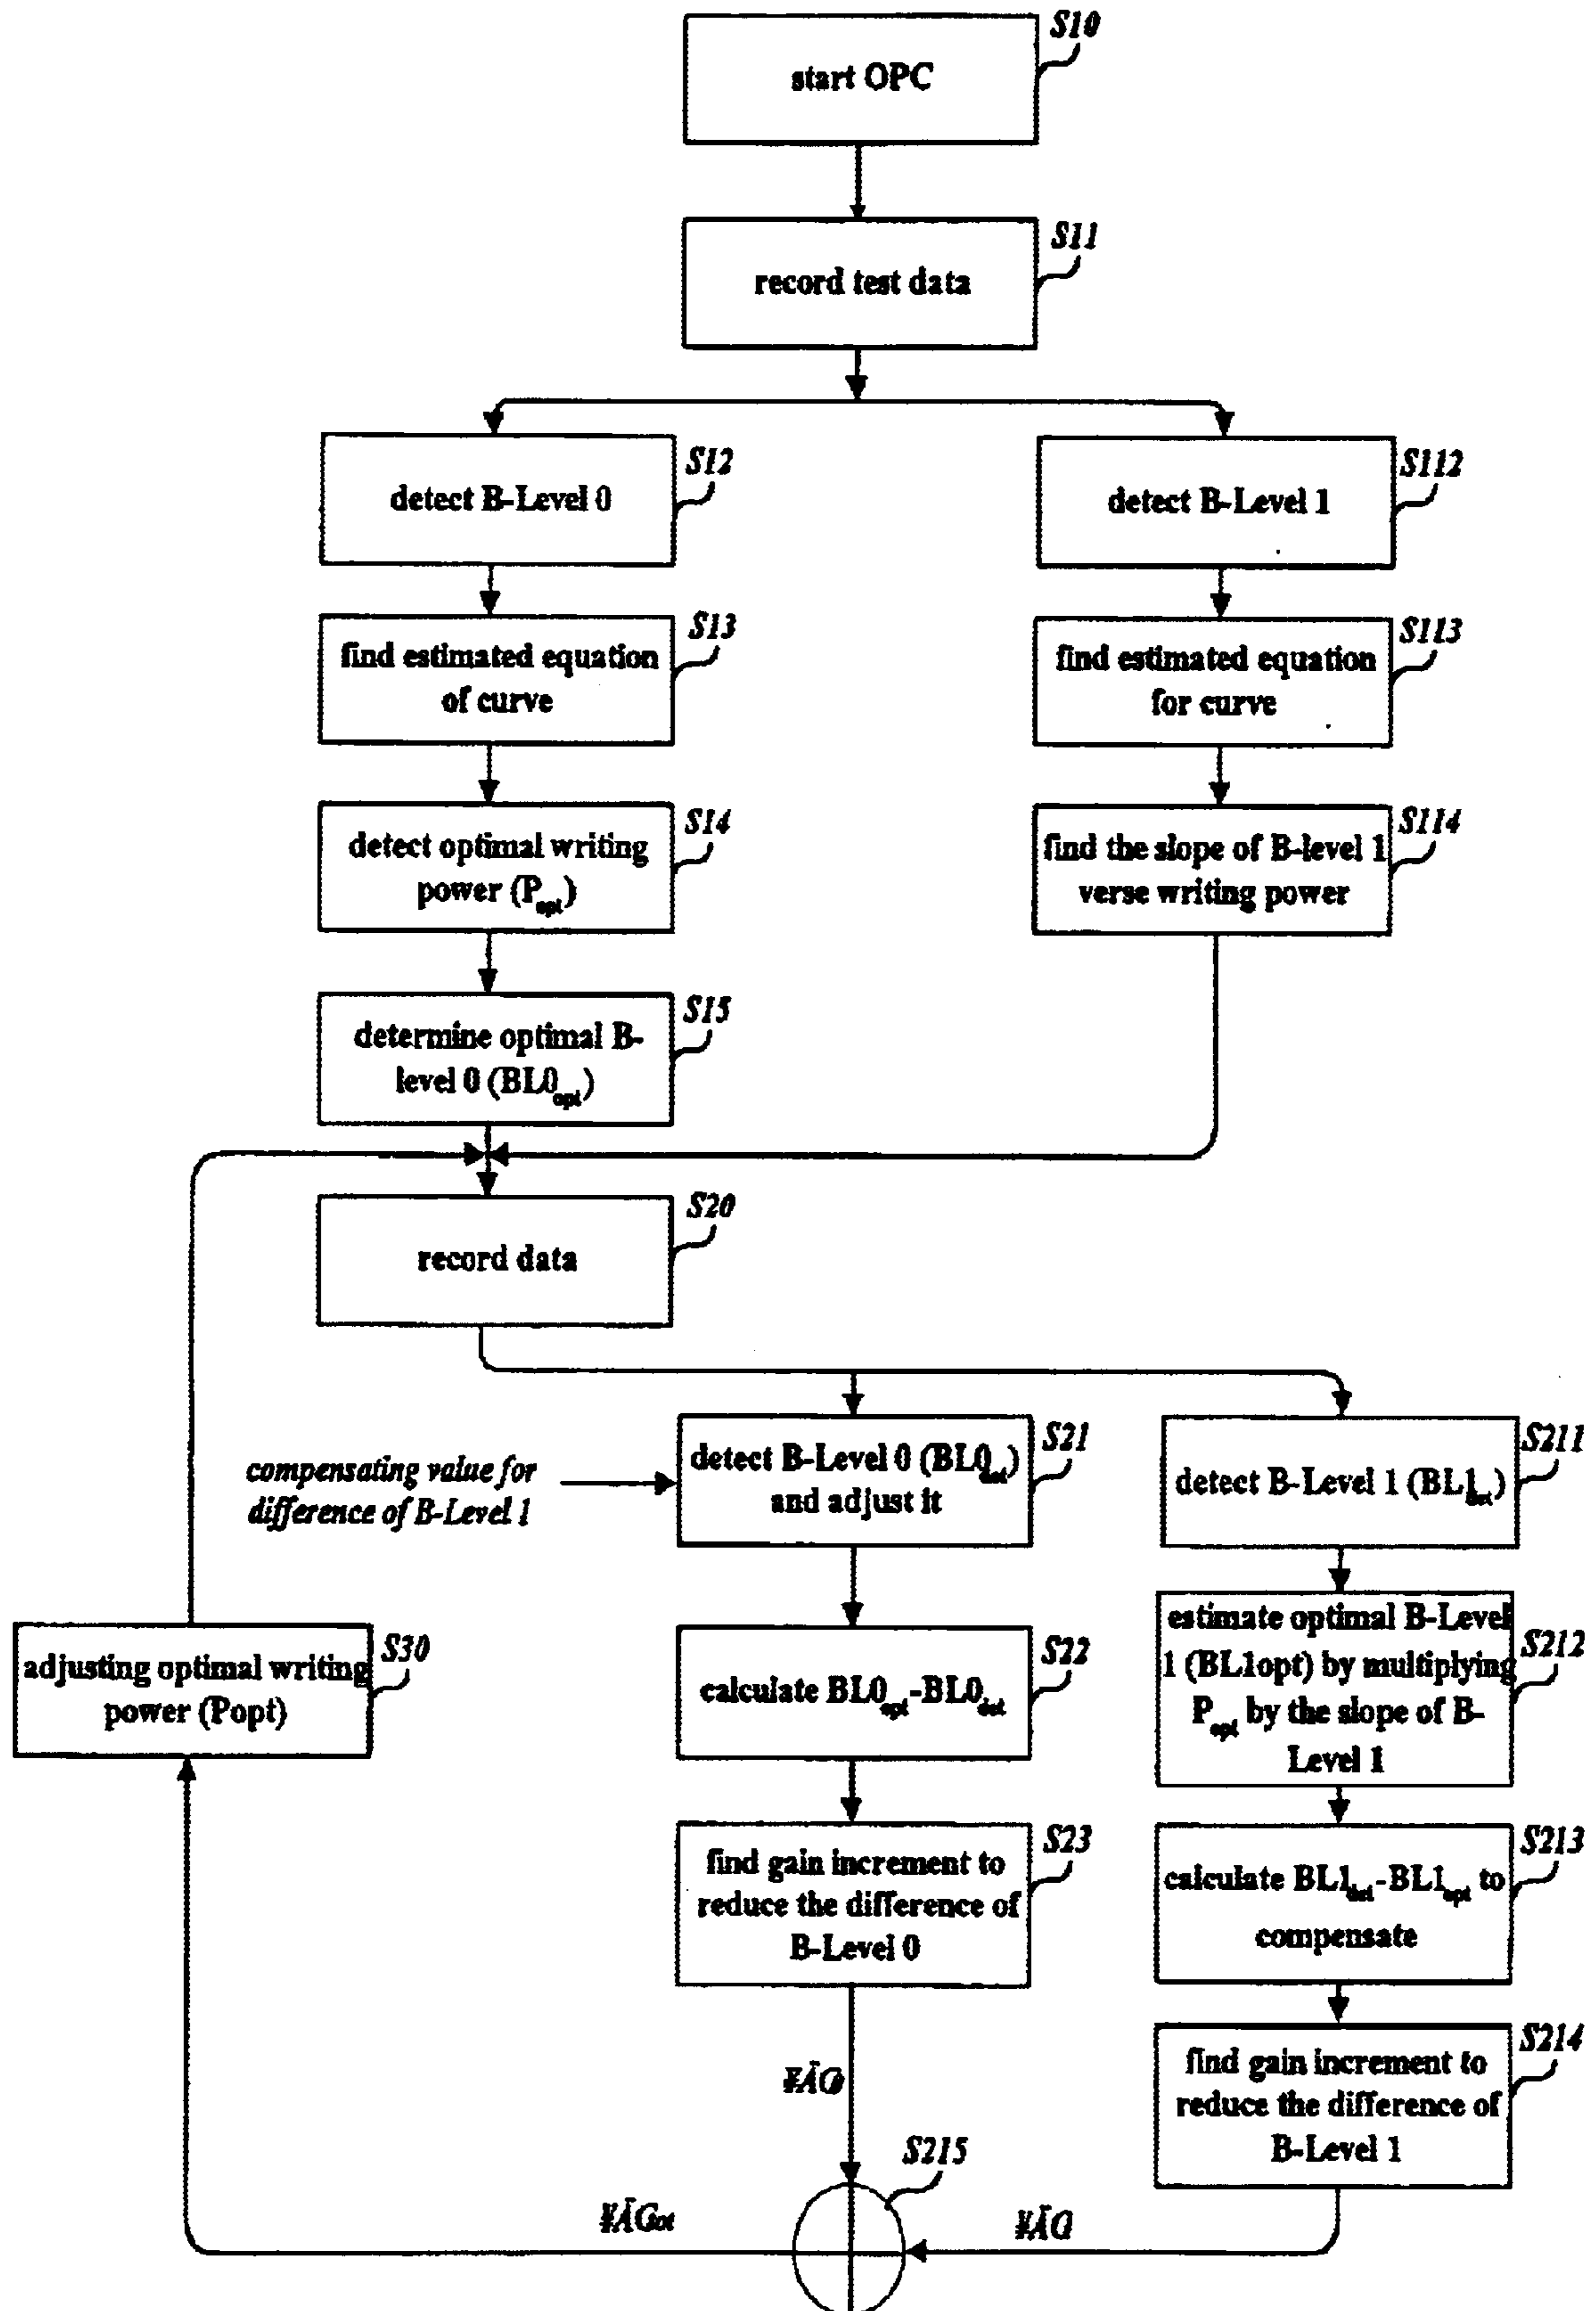 S10
start OPC
S11
record test data
S12
detect B-Level 0
S112
detect B-Level 1
S13
find estimated equation
of curve
S113
find estimated equation
for curve
S14
detect optimal writing
power (Popt)
S114
find the slope of B-level 1
verse writing power
S15
determine optimal B-
level 0 (BL0opt)
S20
record data
compensating value for
difference of B-Level 1
S21
detect B-Level 0 (BL0det)
and adjust it
S211
detect B-Level 1 (BL1det)
S30
adjusting optimal writing
power (Popt)
S22
calculate BL0opt-BL0det
S212
estimate optimal B-Level
1 (BL1opt) by multiplying
Popt by the slope of B-
Level 1
S23
find gain increment to
reduce the difference of
B-Level 0
S213
calculate BL1det-BL1opt to
compensate
S214
find gain increment to
reduce the difference of
B-Level 1
S215